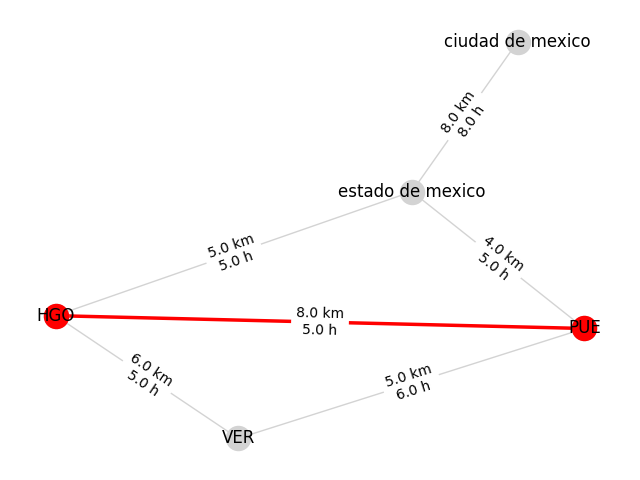 ciudad de mexico
8.0 km
8.0 h
estado de mexico
5.0 km
5.0 h
4.0 km
5.0 h
HGO
8.0 km
5.0 h
PUE
6.0 km
5.0 h
5.0 km
6.0 h
VER